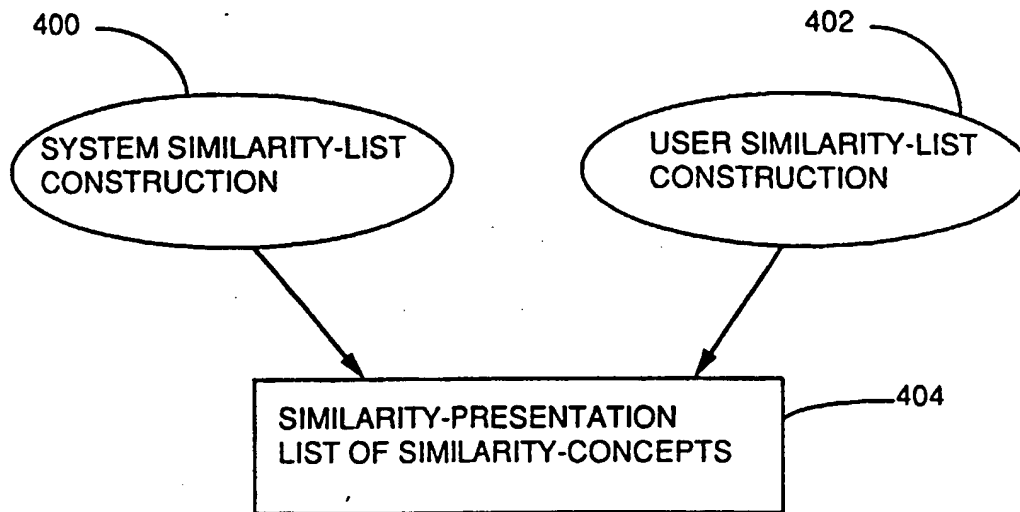 400
402
SYSTEM SIMILARITY-LIST
CONSTRUCTION
USER SIMILARITY-LIST
CONSTRUCTION
404
SIMILARITY-PRESENTATION
LIST OF SIMILARITY-CONCEPTS